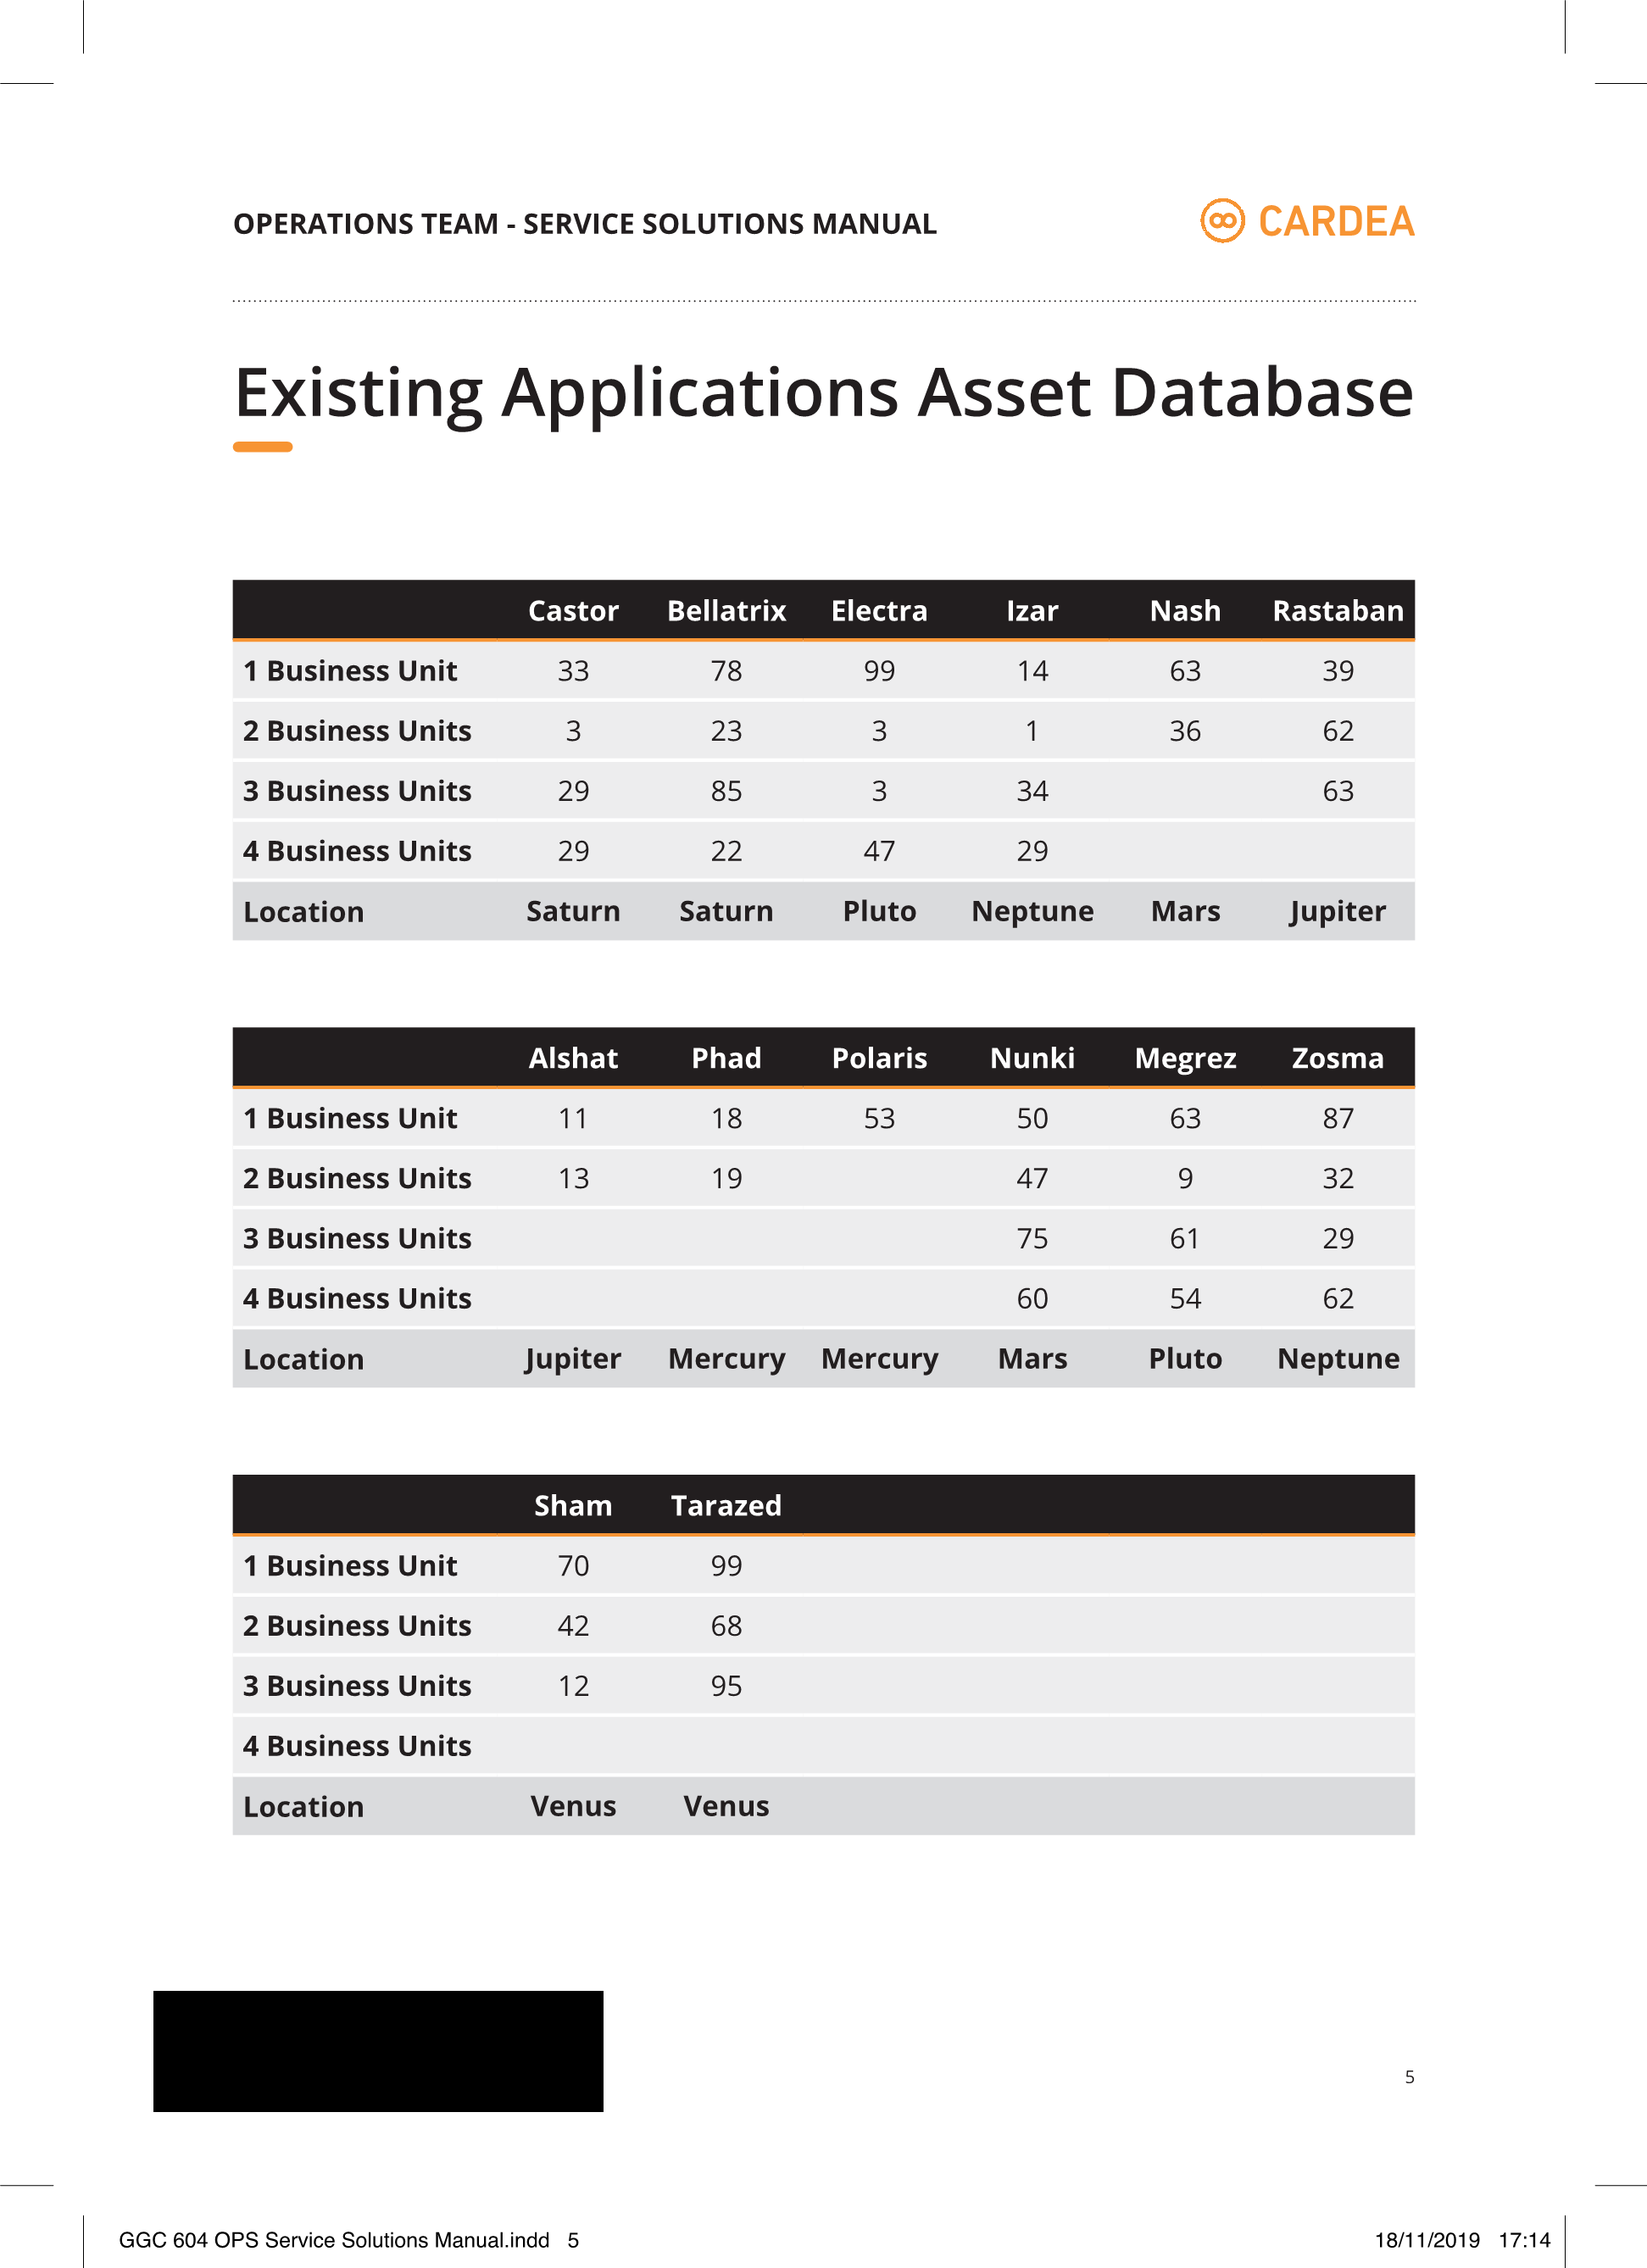 OPERATIONS TEAM - SERVICE SOLUTIONS MANUAL
CARDEA
Existing Applications Asset Database
Castor Bellatrix Electra Izar Nash Rastaban
1 Business Unit 33 78 99 14 63 39
2 Business Units 3 23 3 1 36 62
3 Business Units 29 85 3 34 63
4 Business Units 29 22 47 29
Location Saturn Saturn Pluto Neptune Mars Jupiter
Alshat Phad Polaris Nunki Megrez Zosma
1 Business Unit 11 18 53 50 63 87
2 Business Units 13 19 47 9 32
3 Business Units 75 61 29
4 Business Units 60 54 62
Location Jupiter Mercury Mercury Mars Pluto Neptune
Sham Tarazed
1 Business Unit 70 99
2 Business Units 42 68
3 Business Units 12 95
4 Business Units
Location Venus Venus
5
GGC 604 OPS Service Solutions Manual.indd 5 18/11/2019 17:14